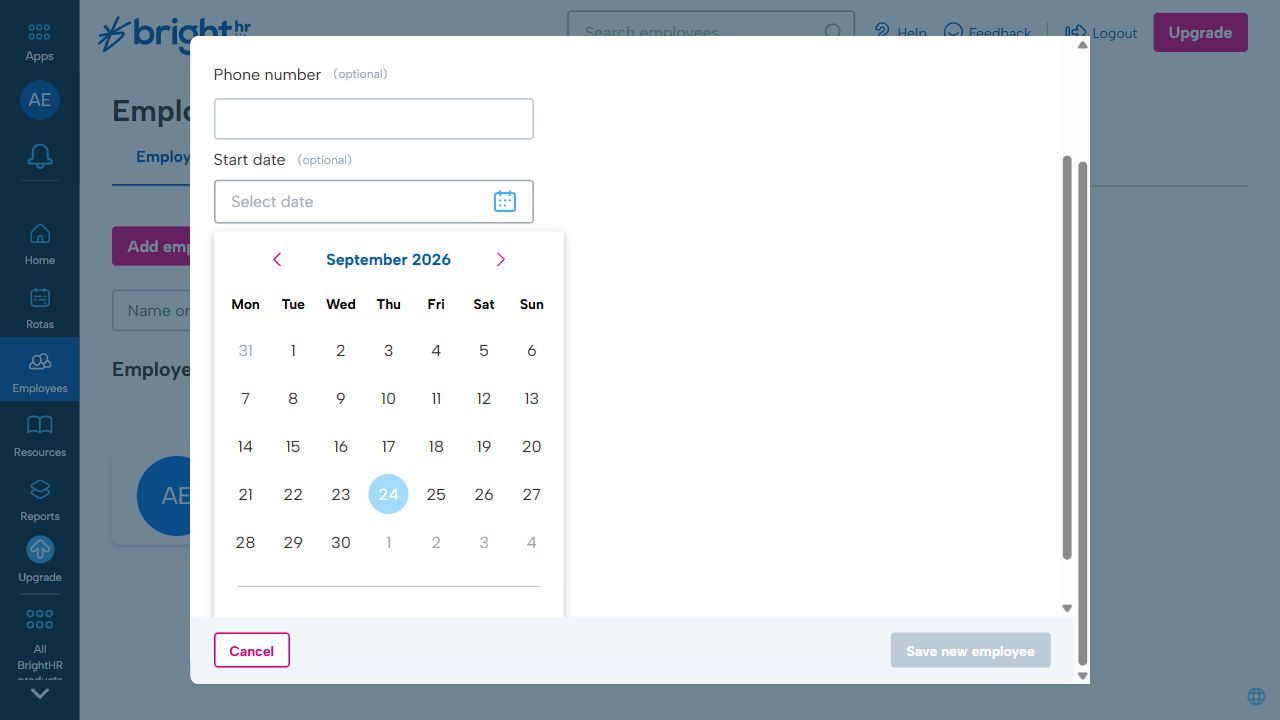 Apps
AE
Home
Rotas
Employees
Resources
Reports
Upgrade
All
BrightHR
products
brighthr
Search employees
Help
Feedback
Logout
Upgrade
Phone number (optional)
Start date (optional)
Select date
September 2026
Mon Tue Wed Thu Fri Sat Sun
31 1 2 3 4 5 6
7 8 9 10 11 12 13
14 15 16 17 18 19 20
21 22 23 24 25 26 27
28 29 30 1 2 3 4
Cancel
Save new employee
Emplo
Employ
Add emp
Name or
Employe
AE